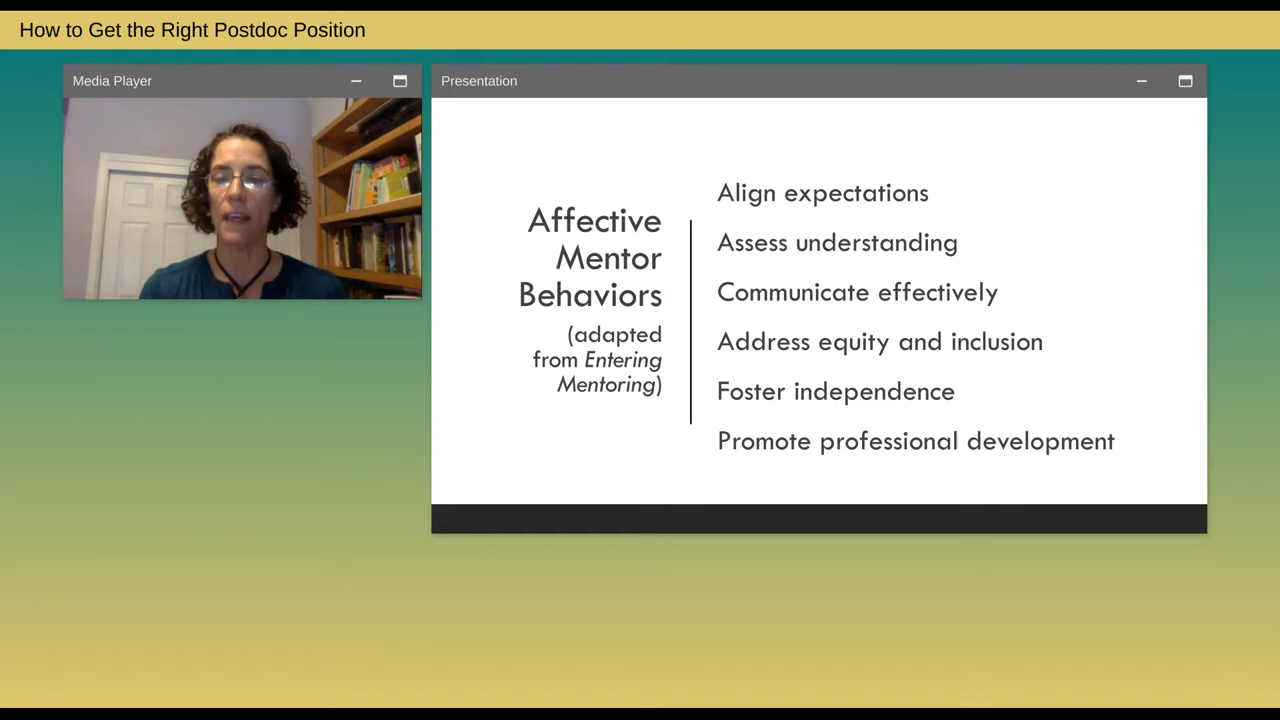 How to Get the Right Postdoc Position
Media Player
Presentation
Affective
Mentor
Behaviors
(adapted
from Entering
Mentoring)
Align expectations
Assess understanding
Communicate effectively
Address equity and inclusion
Foster independence
Promote professional development